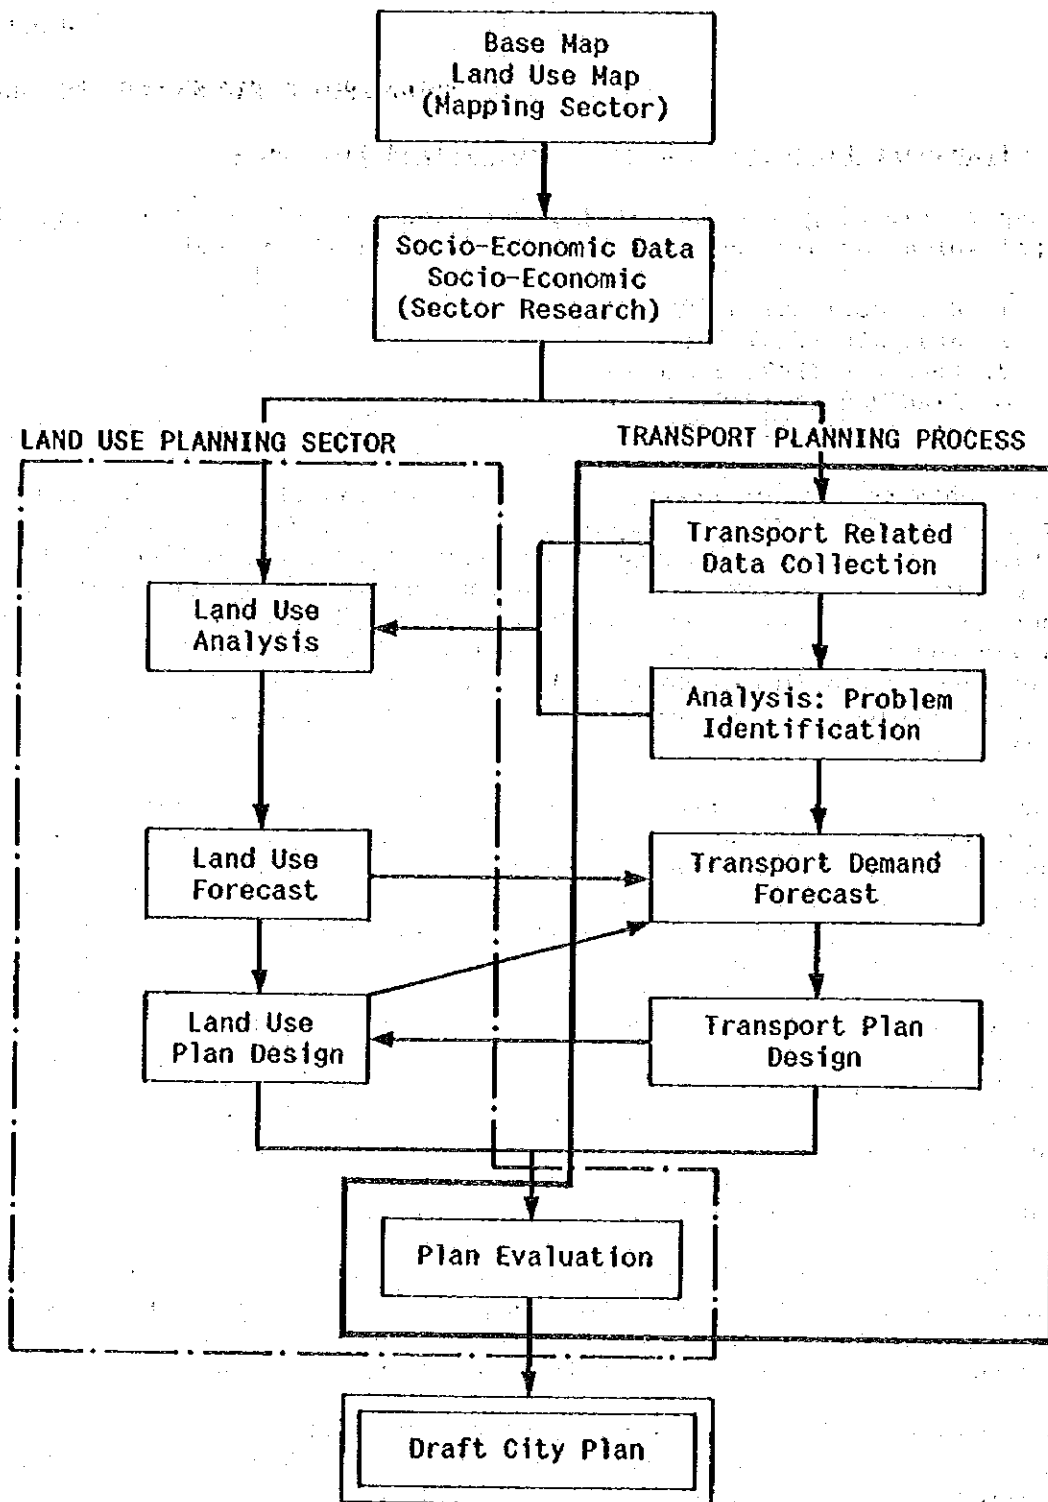 Base Map
Land Use Map
(Mapping Sector)
Socio-Economic Data
Socio-Economic
(Sector Research)
LAND USE PLANNING SECTOR
TRANSPORT PLANNING PROCESS
Transport Related
Data Collection
Land Use
Analysis
Analysis: Problem
Identification
Land Use
Forecast
Transport Demand
Forecast
Land Use
Plan Design
Transport Plan
Design
Plan Evaluation
Draft City Plan